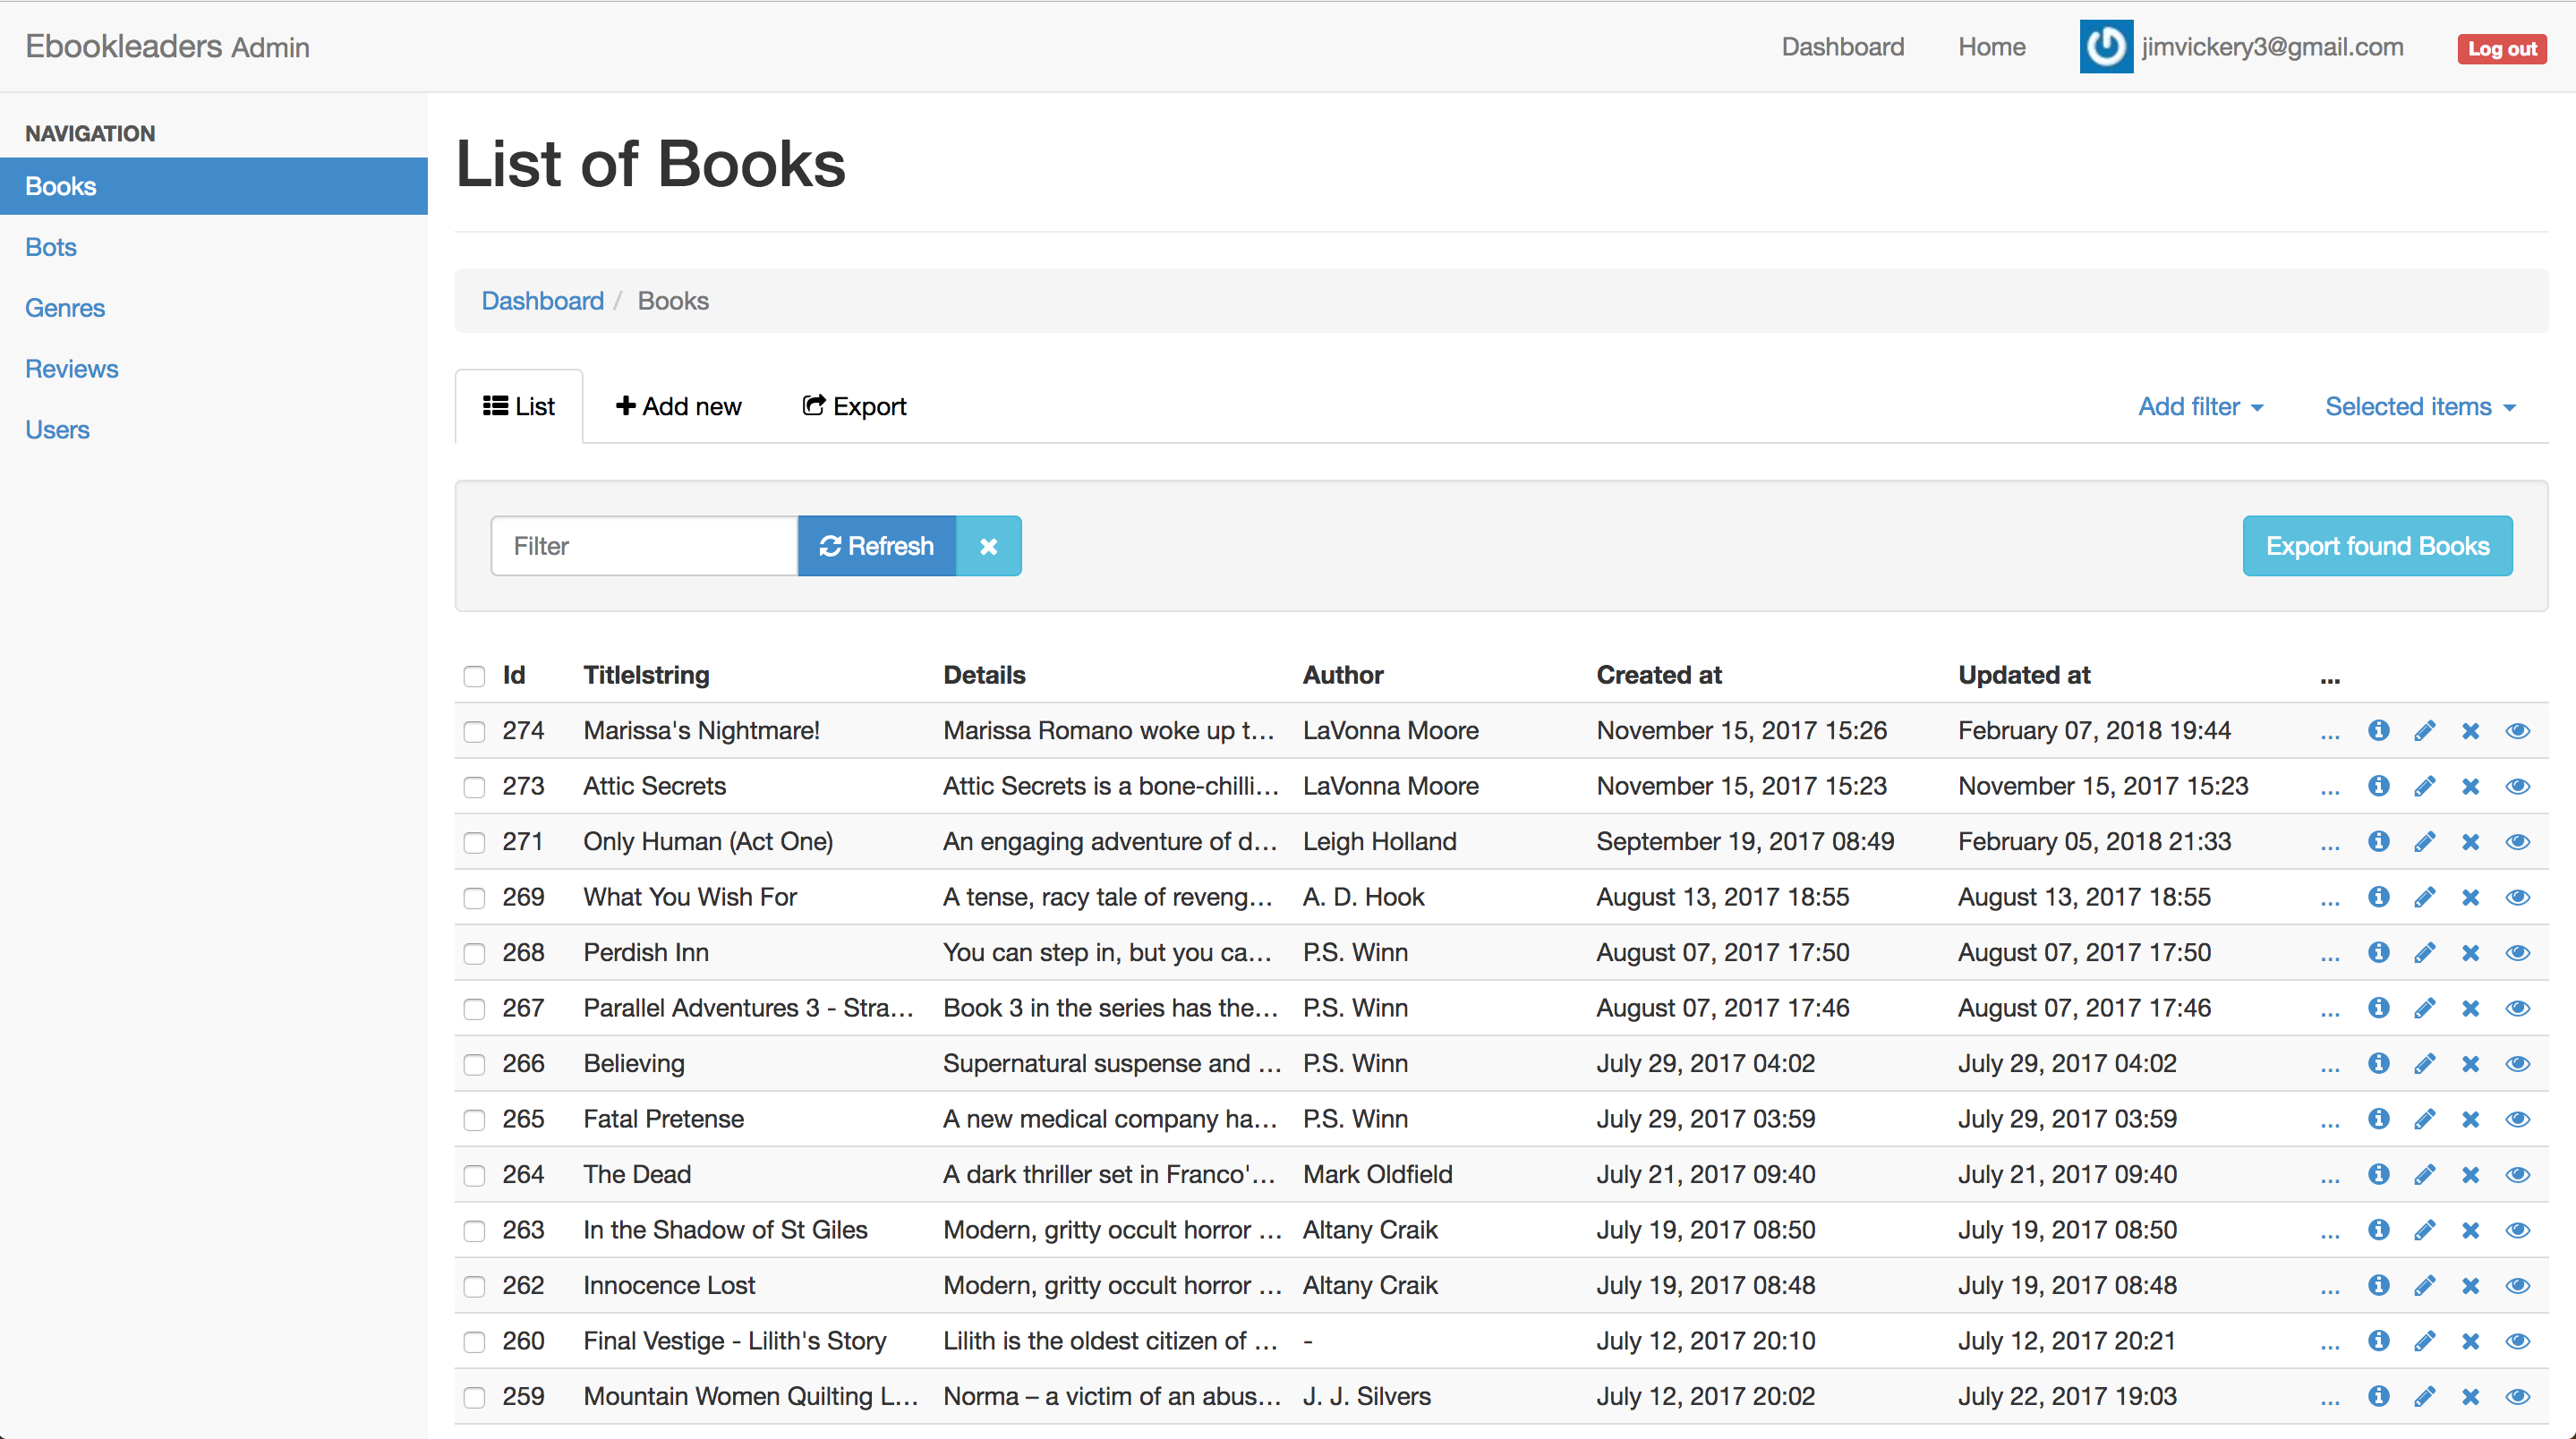 Ebookleaders Admin
Dashboard Home jimvickery3@gmail.com Log out
NAVIGATION
Books
Bots
Genres
Reviews
Users
List of Books
Dashboard / Books
List Add new Export Add filter Selected items
Filter Refresh Export found Books
Id Titlelstring Details Author Created at Updated at ...
274 Marissa's Nightmare! Marissa Romano woke up t... LaVonna Moore November 15, 2017 15:26 February 07, 2018 19:44 ...
273 Attic Secrets Attic Secrets is a bone-chilli... LaVonna Moore November 15, 2017 15:23 November 15, 2017 15:23 ...
271 Only Human (Act One) An engaging adventure of d... Leigh Holland September 19, 2017 08:49 February 05, 2018 21:33 ...
269 What You Wish For A tense, racy tale of reveng... A. D. Hook August 13, 2017 18:55 August 13, 2017 18:55 ...
268 Perdish Inn You can step in, but you ca... P.S. Winn August 07, 2017 17:50 August 07, 2017 17:50 ...
267 Parallel Adventures 3 - Stra... Book 3 in the series has the... P.S. Winn August 07, 2017 17:46 August 07, 2017 17:46 ...
266 Believing Supernatural suspense and ... P.S. Winn July 29, 2017 04:02 July 29, 2017 04:02 ...
265 Fatal Pretense A new medical company ha... P.S. Winn July 29, 2017 03:59 July 29, 2017 03:59 ...
264 The Dead A dark thriller set in Franco'... Mark Oldfield July 21, 2017 09:40 July 21, 2017 09:40 ...
263 In the Shadow of St Giles Modern, gritty occult horror ... Altany Craik July 19, 2017 08:50 July 19, 2017 08:50 ...
262 Innocence Lost Modern, gritty occult horror ... Altany Craik July 19, 2017 08:48 July 19, 2017 08:48 ...
260 Final Vestige - Lilith's Story Lilith is the oldest citizen of ... - July 12, 2017 20:10 July 12, 2017 20:21 ...
259 Mountain Women Quilting L... Norma – a victim of an abus... J. J. Silvers July 12, 2017 20:02 July 22, 2017 19:03 ...